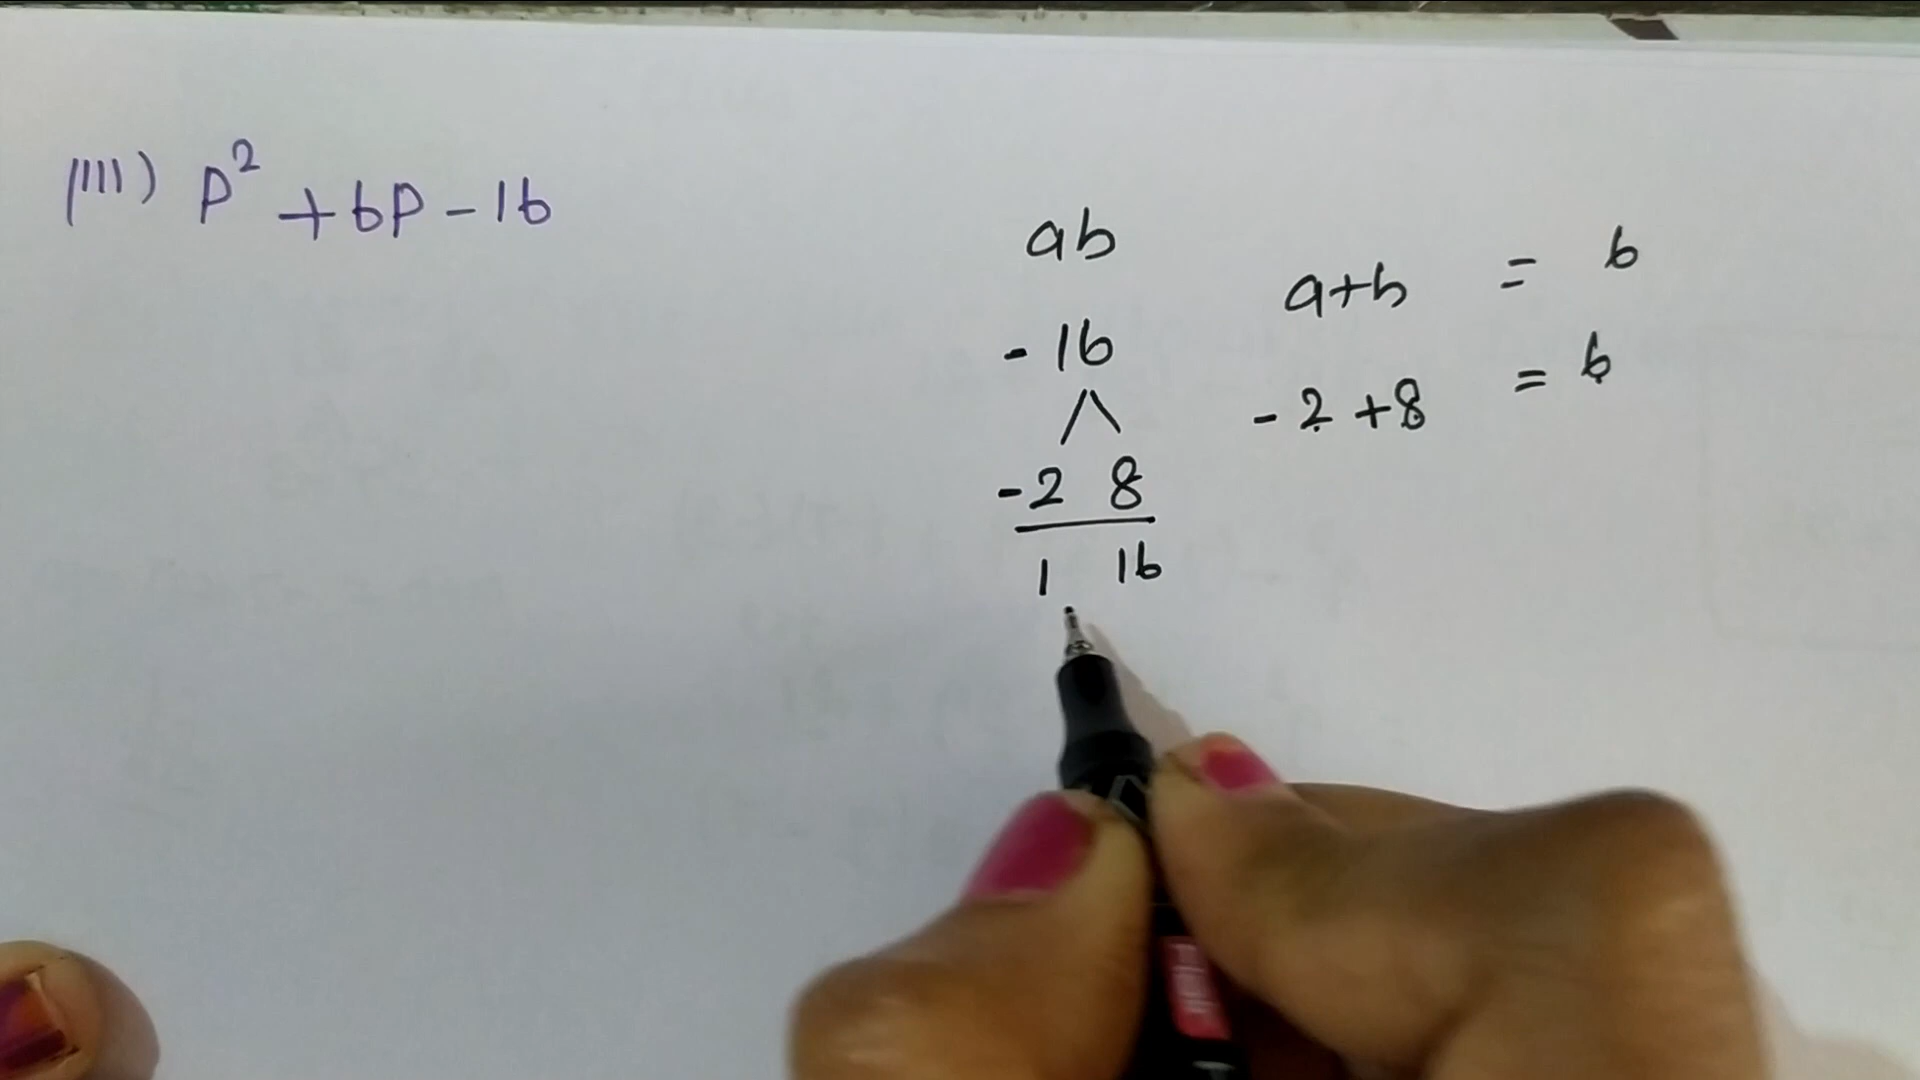 (iii) p² + 6p - 16
ab
a+b = 6
- 16
- 2 + 8 = 6
- 2 8
1 16